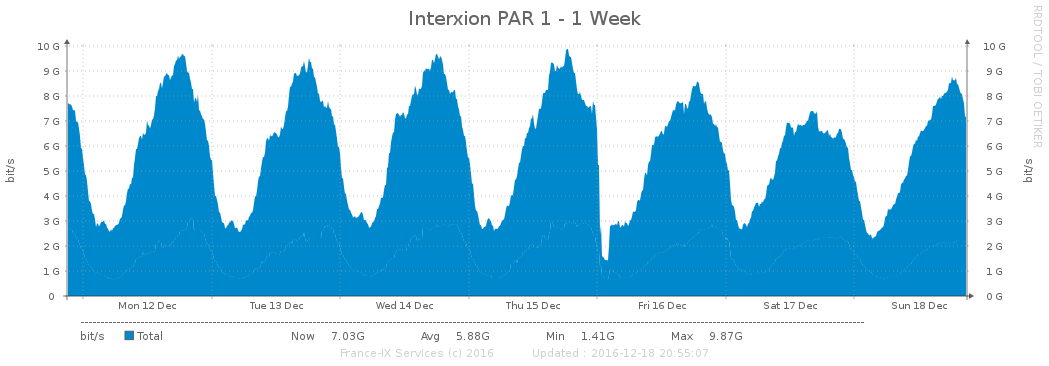 Interxion PAR 1 - 1 Week
RRDTOOL / TOBI OETIKER
bit/s
bit/s
10 G 10 G
9 G 9 G
8 G 8 G
7 G 7 G
6 G 6 G
5 G 5 G
4 G 4 G
3 G 3 G
2 G 2 G
1 G 1 G
0 0 G
Mon 12 Dec Tue 13 Dec Wed 14 Dec Thu 15 Dec Fri 16 Dec Sat 17 Dec Sun 18 Dec
bit/s Total Now 7.03G Avg 5.88G Min 1.41G Max 9.87G
France-IX Services (c) 2016 Updated : 2016-12-18 20:55:07